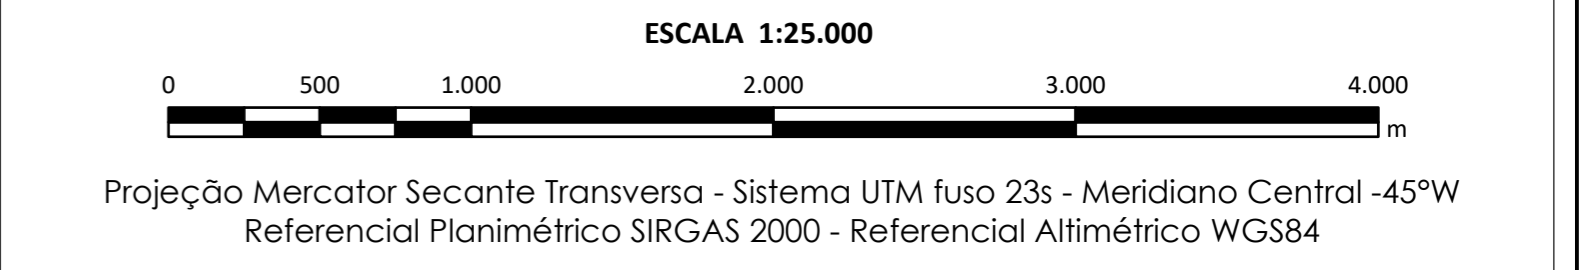 ESCALA 1:25.000
0 500 1.000 2.000 3.000 4.000
m
Projeção Mercator Secante Transversa - Sistema UTM fuso 23s - Meridiano Central -45°W
Referencial Planimétrico SIRGAS 2000 - Referencial Altimétrico WGS84